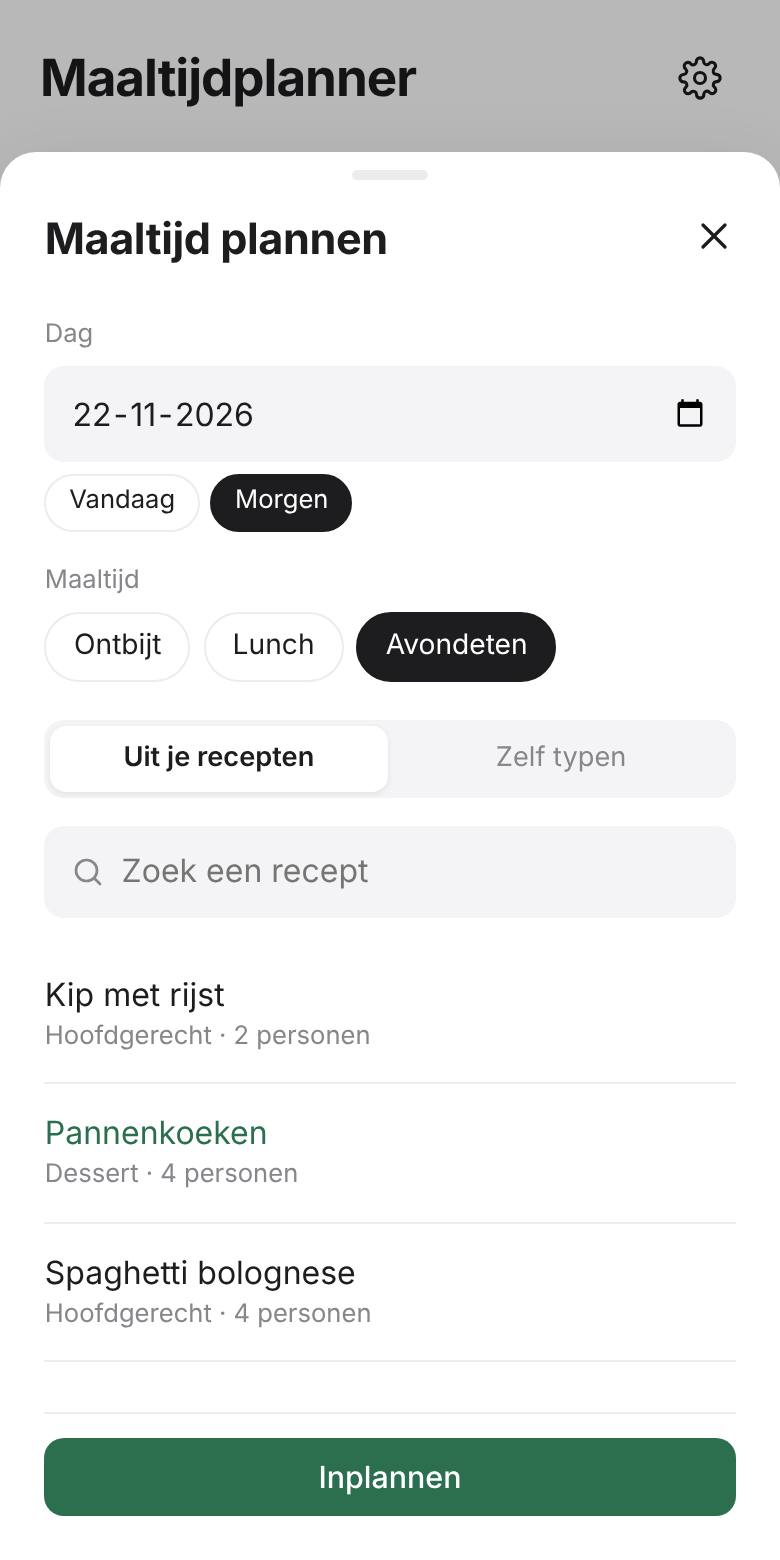 Maaltijdplanner
Maaltijd plannen
Dag
22-11-2026
Vandaag Morgen
Maaltijd
Ontbijt Lunch Avondeten
Uit je recepten Zelf typen
Zoek een recept
Kip met rijst
Hoofdgerecht · 2 personen
Pannenkoeken
Dessert · 4 personen
Spaghetti bolognese
Hoofdgerecht · 4 personen
Inplannen